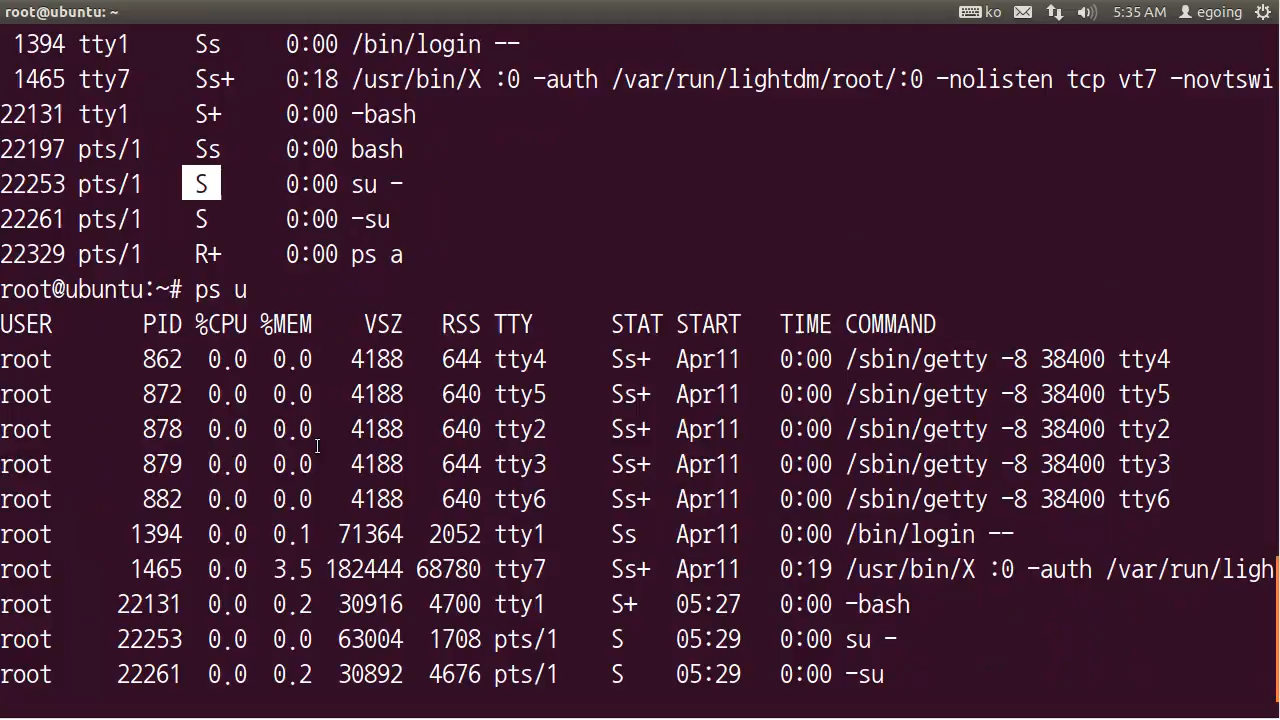 root@ubuntu: ~ ko 5:35 AM egoing
1394 tty1 Ss 0:00 /bin/login --
1465 tty7 Ss+ 0:18 /usr/bin/X :0 -auth /var/run/lightdm/root/:0 -nolisten tcp vt7 -novtswi
22131 tty1 S+ 0:00 -bash
22197 pts/1 Ss 0:00 bash
22253 pts/1 S 0:00 su -
22261 pts/1 S 0:00 -su
22329 pts/1 R+ 0:00 ps a
root@ubuntu:~# ps u
USER PID %CPU %MEM VSZ RSS TTY STAT START TIME COMMAND
root 862 0.0 0.0 4188 644 tty4 Ss+ Apr11 0:00 /sbin/getty -8 38400 tty4
root 872 0.0 0.0 4188 640 tty5 Ss+ Apr11 0:00 /sbin/getty -8 38400 tty5
root 878 0.0 0.0 4188 640 tty2 Ss+ Apr11 0:00 /sbin/getty -8 38400 tty2
root 879 0.0 0.0 4188 644 tty3 Ss+ Apr11 0:00 /sbin/getty -8 38400 tty3
root 882 0.0 0.0 4188 640 tty6 Ss+ Apr11 0:00 /sbin/getty -8 38400 tty6
root 1394 0.0 0.1 71364 2052 tty1 Ss Apr11 0:00 /bin/login --
root 1465 0.0 3.5 182444 68780 tty7 Ss+ Apr11 0:19 /usr/bin/X :0 -auth /var/run/ligh
root 22131 0.0 0.2 30916 4700 tty1 S+ 05:27 0:00 -bash
root 22253 0.0 0.0 63004 1708 pts/1 S 05:29 0:00 su -
root 22261 0.0 0.2 30892 4676 pts/1 S 05:29 0:00 -su